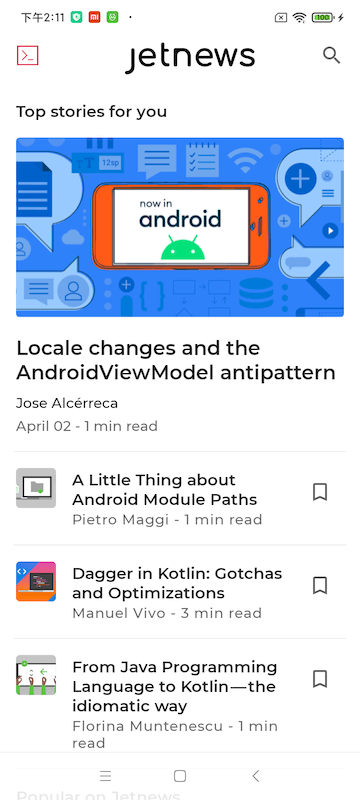 下午2:11
100
jetnews
Top stories for you
12sp
now in
android
Locale changes and the
AndroidViewModel antipattern
Jose Alcérreca
April 02 - 1 min read
A Little Thing about
Android Module Paths
Pietro Maggi - 1 min read
Dagger in Kotlin: Gotchas
and Optimizations
Manuel Vivo - 3 min read
From Java Programming
Language to Kotlin—the
idiomatic way
Florina Muntenescu - 1 min
read
Popular on Jetnews